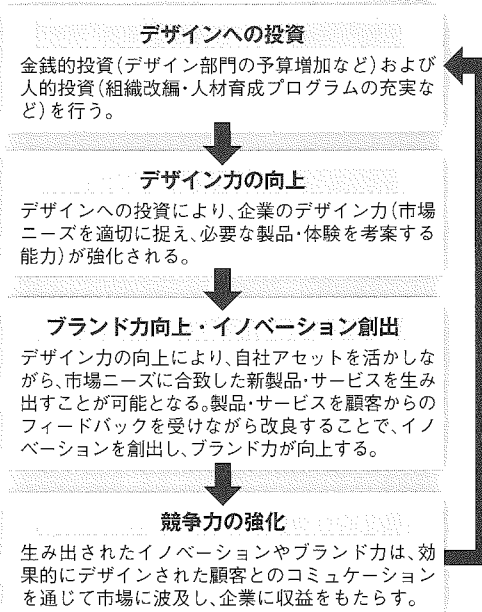 デザインへの投資
金銭的投資(デザイン部門の予算増加など)および
人的投資(組織改編・人材育成プログラムの充実な
ど)を行う。
デザイン力の向上
デザインへの投資により、企業のデザイン力(市場
ニーズを適切に捉え、必要な製品・体験を考案する
能力)が強化される。
ブランド力向上・イノベーション創出
デザイン力の向上により、自社アセットを活かしな
がら、市場ニーズに合致した新製品・サービスを生み
出すことが可能となる。製品・サービスを顧客からの
フィードバックを受けながら改良することで、イノ
ベーションを創出し、ブランド力が向上する。
競争力の強化
生み出されたイノベーションやブランド力は、効
果的にデザインされた顧客とのコミュケーション
を通じて市場に波及し、企業に収益をもたらす。